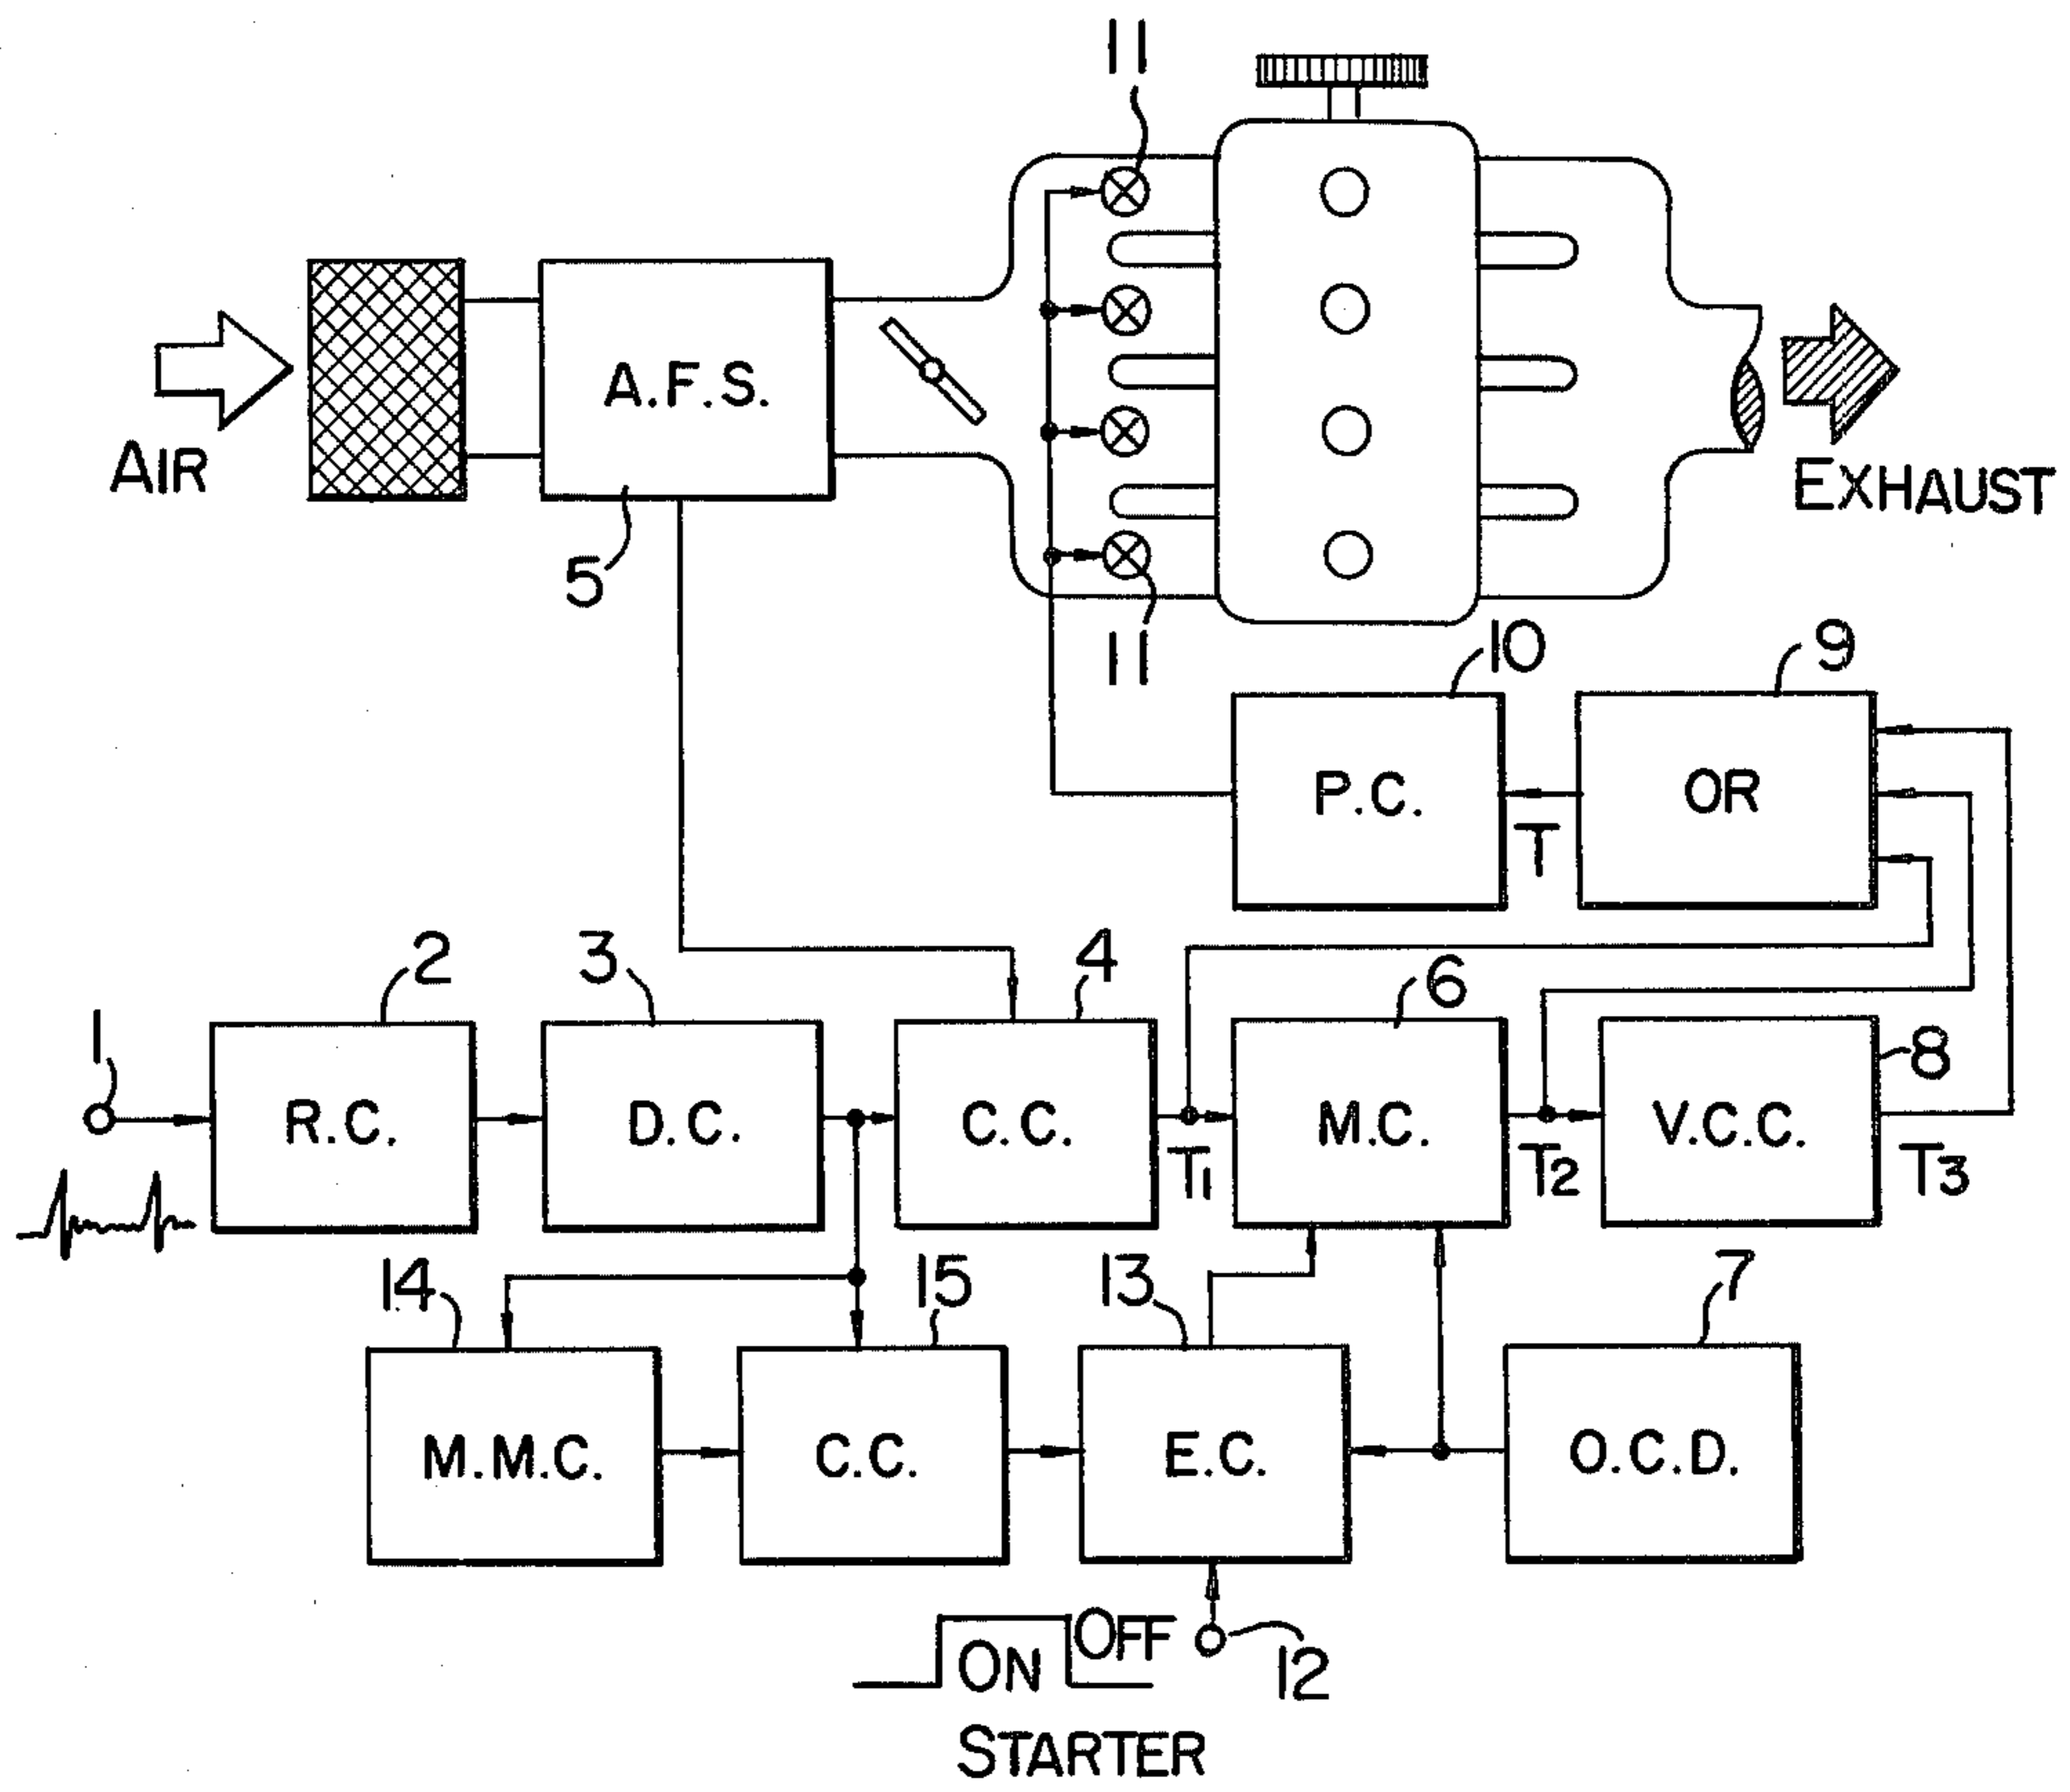 11
A.F.S.
AIR
EXHAUST
5
11
10
9
P.C.
OR
T
2
3
4
6
1
8
R.C.
D.C.
C.C.
M.C.
V.C.C.
T1
T2
T3
14
15
13
7
M.M.C.
C.C.
E.C.
O.C.D.
ON
OFF
12
STARTER